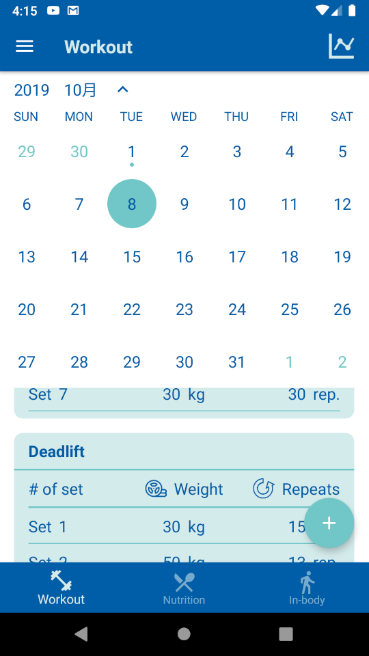 4:15
Workout
2019 10月
SUN MON TUE WED THU FRI SAT
29 30 1 2 3 4 5
6 7 8 9 10 11 12
13 14 15 16 17 18 19
20 21 22 23 24 25 26
27 28 29 30 31 1 2
Set 7 30 kg 30 rep.
Deadlift
# of set Weight Repeats
Set 1 30 kg 15
Set 2 50 kg 13 rep.
Workout Nutrition In-body